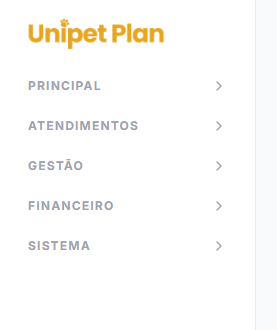 Unipet Plan
PRINCIPAL
ATENDIMENTOS
GESTÃO
FINANCEIRO
SISTEMA